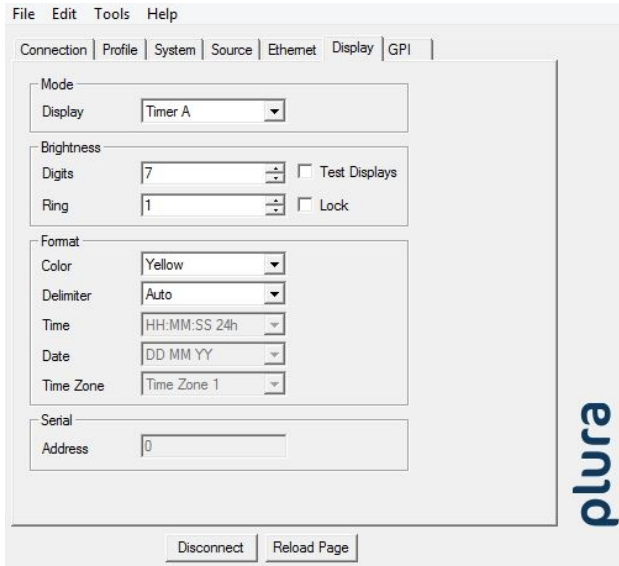 File Edit Tools Help
Connection Profile System Source Ethernet Display GPI
Mode
Display Timer A
Brightness
Digits 7 Test Displays
Ring 1 Lock
Format
Color Yellow
Delimiter Auto
Time HH:MM:SS 24h
Date DD MM YY
Time Zone Time Zone 1
Serial
Address 0
plura
Disconnect Reload Page